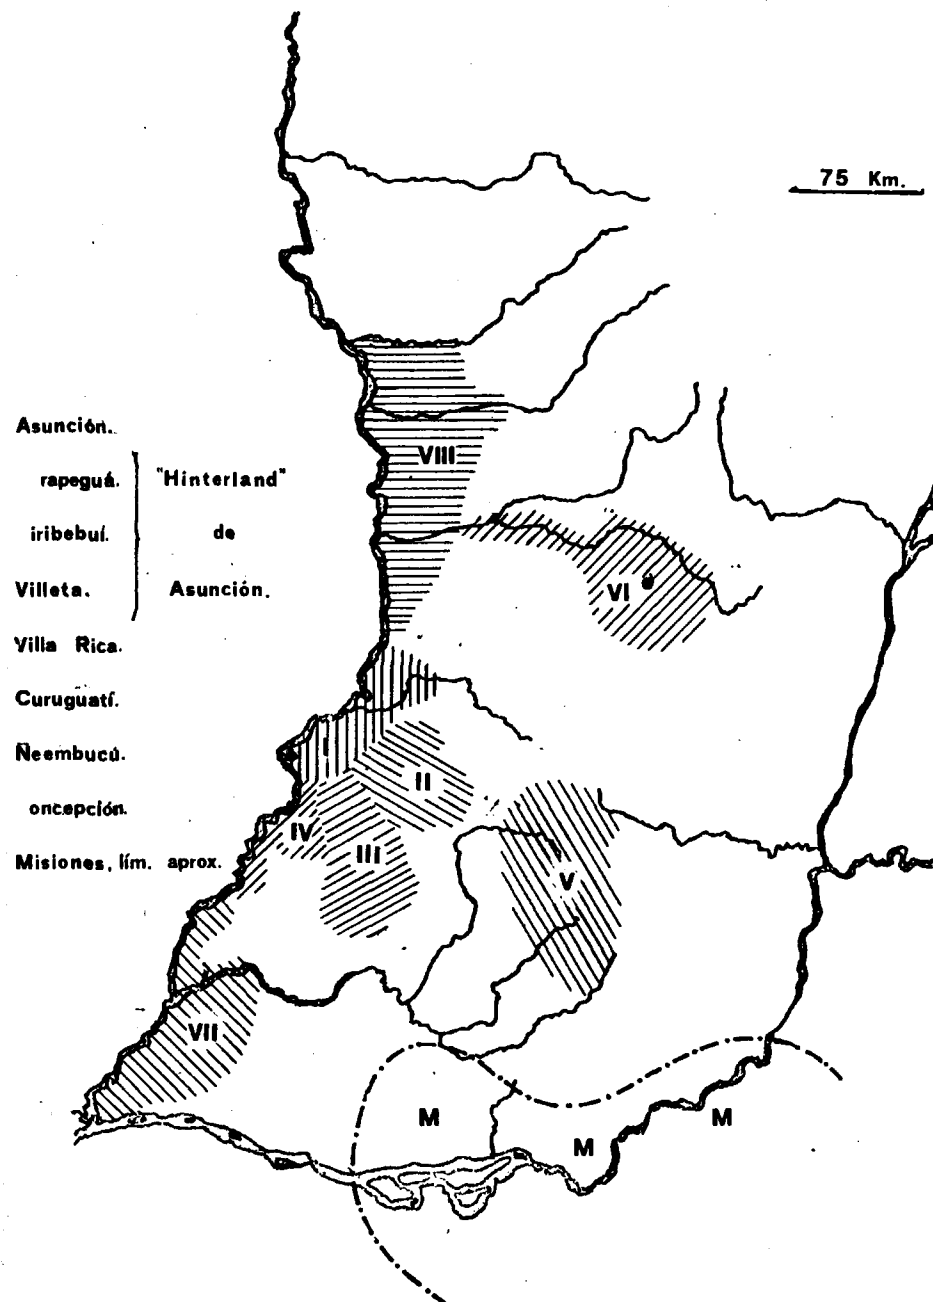 75 Km.
Asunción.
rapeguá. "Hinterland"
iribebuí. de
Villeta. Asunción.
Villa Rica.
Curuguatí.
Ñeembucú.
oncepción.
Misiones, lím. aprox.
VIII
VI
I
II
IV
III
V
VII
M
M
M